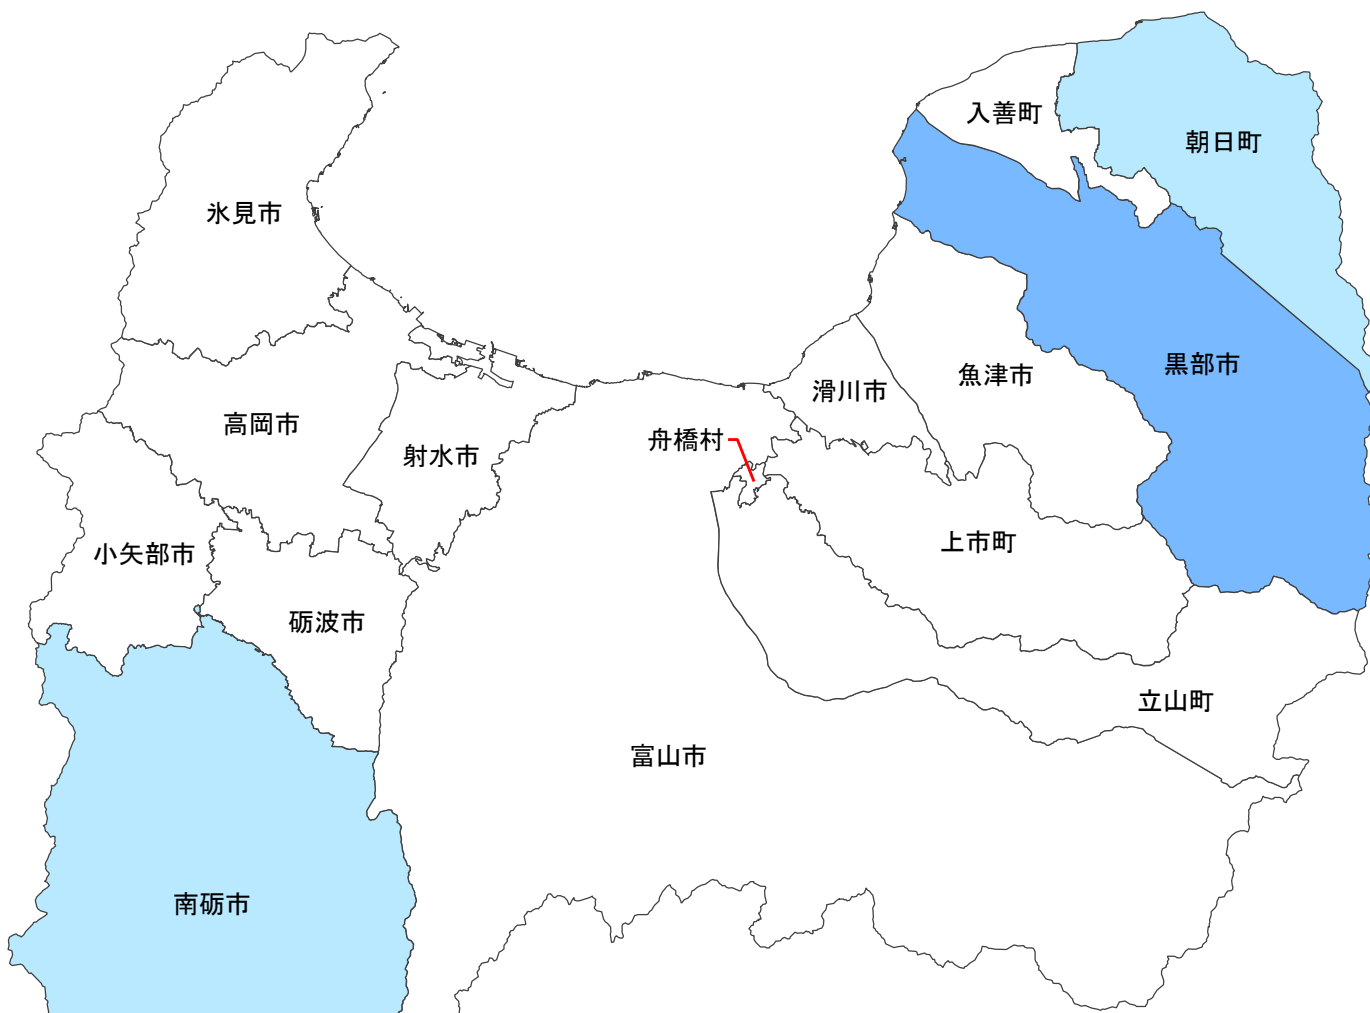 入善町
朝日町
氷見市
黒部市
魚津市
滑川市
高岡市
舟橋村
射水市
上市町
小矢部市
砺波市
立山町
富山市
南砺市